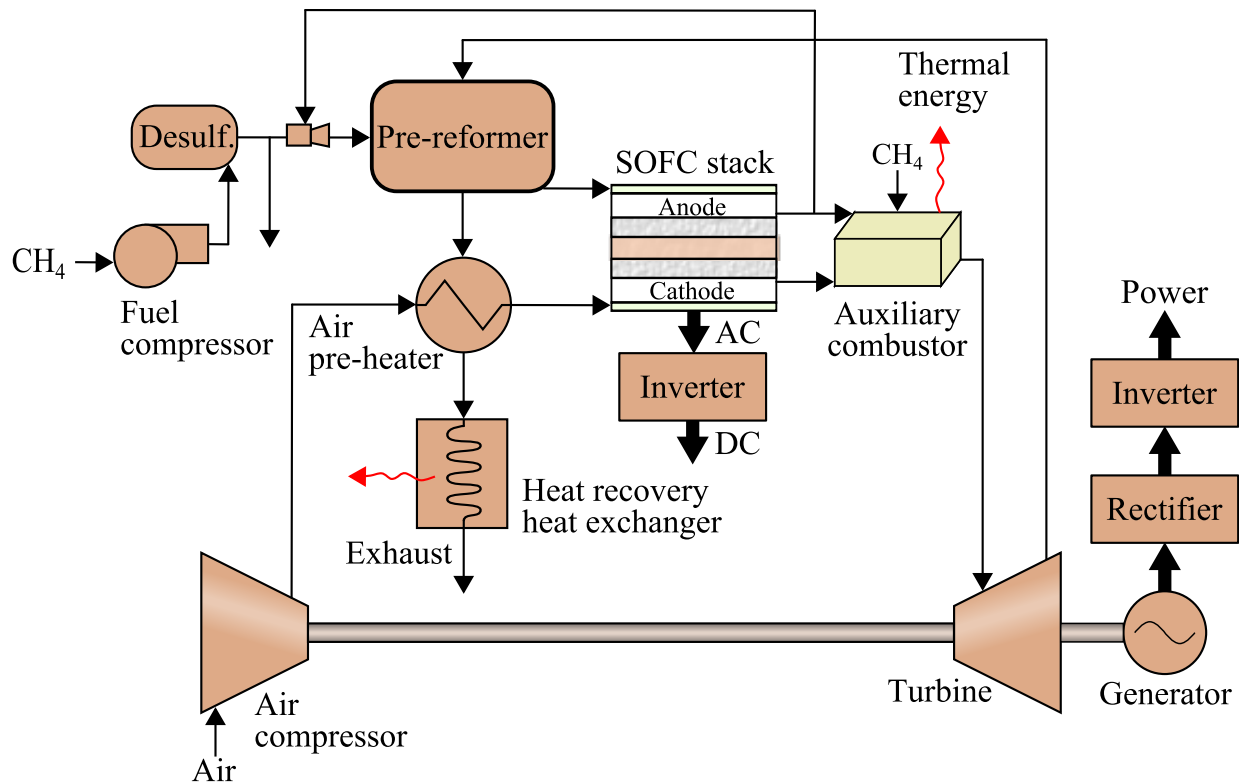 Thermal
energy
Desulf.
Pre-reformer
SOFC stack
CH₄
Anode
CH₄
Cathode
Fuel
compressor
Air
pre-heater
AC
Auxiliary
combustor
Power
Inverter
Inverter
DC
Heat recovery
heat exchanger
Rectifier
Exhaust
Turbine
Generator
Air
compressor
Air